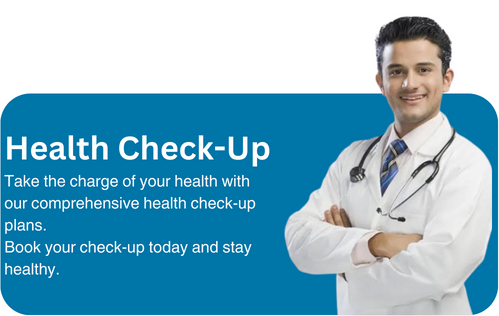 Health Check-Up
Take the charge of your health with
our comprehensive health check-up
plans.
Book your check-up today and stay
healthy.